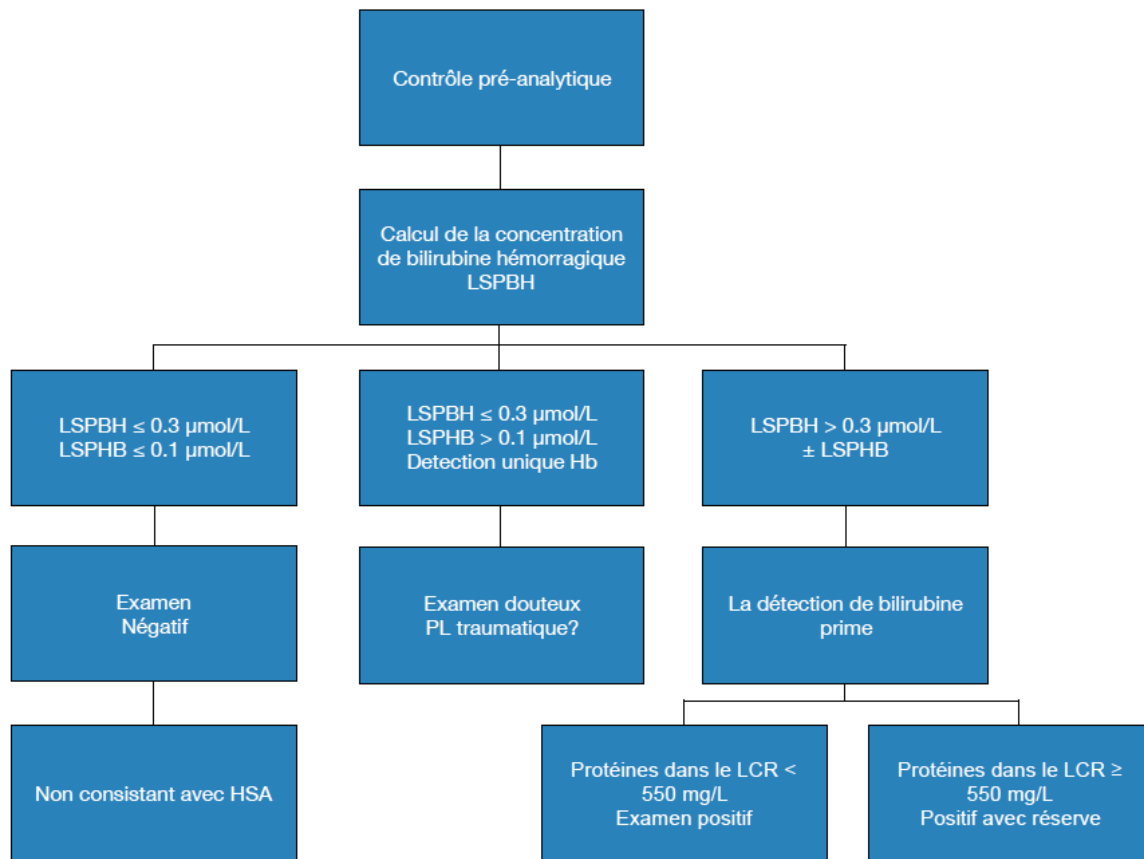 Contrôle pré-analytique
Calcul de la concentration
de bilirubine hémorragique
LSPBH
LSPBH ≤ 0.3 µmol/L
LSPHB ≤ 0.1 µmol/L
LSPBH ≤ 0.3 µmol/L
LSPHB > 0.1 µmol/L
Detection unique Hb
LSPBH > 0.3 µmol/L
± LSPHB
Examen
Négatif
Examen douteux
PL traumatique?
La détection de bilirubine
prime
Non consistant avec HSA
Protéines dans le LCR <
550 mg/L
Examen positif
Protéines dans le LCR ≥
550 mg/L
Positif avec réserve